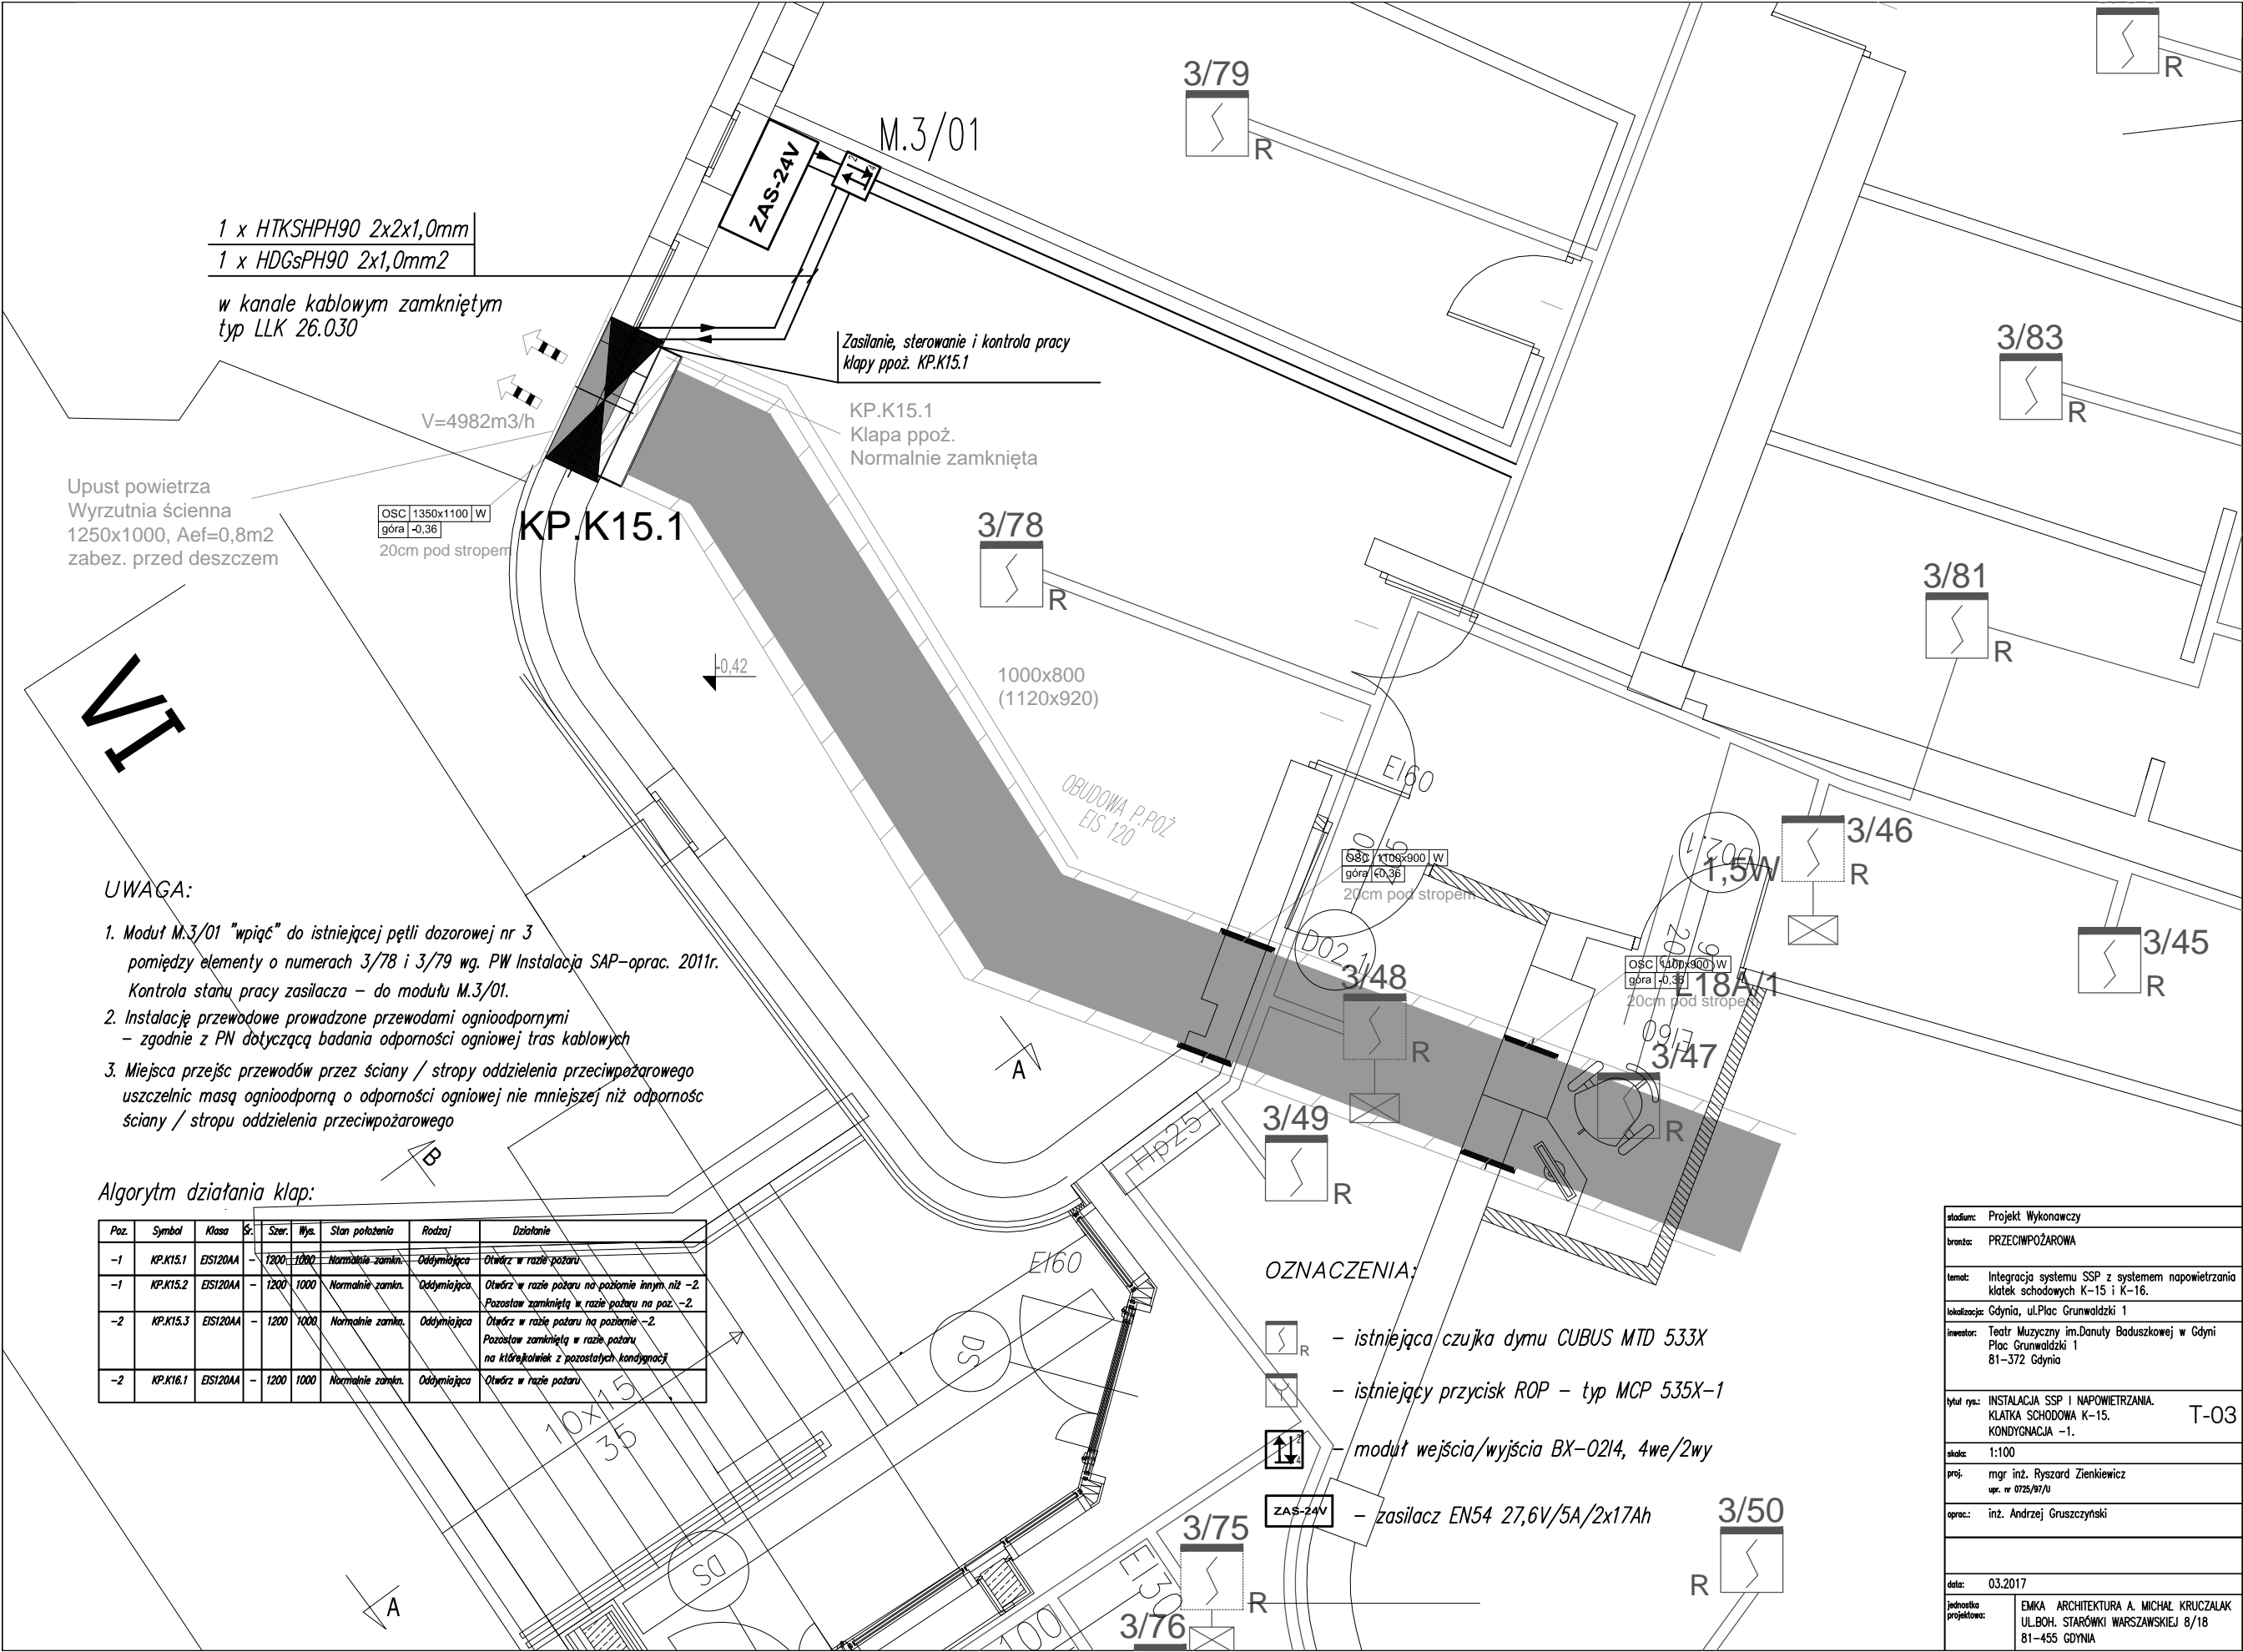 3/79
R
R
M.3/01
ZAS-24V
2
4
1 x HTKSHPH90 2x2x1,0mm
1 x HDGsPH90 2x1,0mm2
w kanale kablowym zamkniętym
typ LLK 26.030
Zasilanie, sterowanie i kontrola pracy
klapy ppoż. KP.K15.1
V=4982m3/h
KP.K15.1
Klapa ppoż.
Normalnie zamknięta
3/83
R
Upust powietrza
Wyrzutnia ścienna
1250x1000, Aef=0,8m2
zabez. przed deszczem
OSC 1350x1100 W
góra -0,36
20cm pod stropem
KP.K15.1
3/78
R
3/81
R
-0,42
1000x800
(1120x920)
VI
OBUDOWA P.POŻ
EIS 120
EI60
OSC 1100x900 W
góra -0,36
20cm pod stropem
D02.1
1,5W
3/46
R
3/45
R
D02.1
3/48
R
OSC 1100x900 W
góra -0,36
L18A/1
20cm pod stropem
EI60
3/47
R
3/49
R
Hp25
A
B
UWAGA:
1. Moduł M.3/01 "wpiąć" do istniejącej pętli dozorowej nr 3
pomiędzy elementy o numerach 3/78 i 3/79 wg. PW Instalacja SAP-oprac. 2011r.
Kontrola stanu pracy zasilacza - do modułu M.3/01.
2. Instalację przewodowe prowadzone przewodami ognioodpornymi
- zgodnie z PN dotyczącą badania odporności ogniowej tras kablowych
3. Miejsca przejśc przewodów przez ściany / stropy oddzielenia przeciwpożarowego
uszczelnic masą ognioodporną o odporności ogniowej nie mniejszej niż odpornośc
ściany / stropu oddzielenia przeciwpożarowego
Algorytm działania klap:
Poz. Symbol Klasa Śr. Szer. Wys. Stan położenia Rodzaj Działanie
-1 KP.K15.1 EIS120AA - 1200 1000 Normalnie zamkn. Oddymiająca Otwórz w razie pożaru
-1 KP.K15.2 EIS120AA - 1200 1000 Normalnie zamkn. Oddymiająca Otwórz w razie pożaru na poziomie innym niż -2.
Pozostaw zamkniętą w razie pożaru na poz. -2.
-2 KP.K15.3 EIS120AA - 1200 1000 Normalnie zamkn. Oddymiająca Otwórz w razie pożaru na poziomie -2.
Pozostaw zamkniętą w razie pożaru
na którejkolwiek z pozostałych kondygnacji
-2 KP.K16.1 EIS120AA - 1200 1000 Normalnie zamkn. Oddymiająca Otwórz w razie pożaru
10x15
35
EI60
DS
DS
A
EI30
100
3/75
R
3/76
3/50
R
OZNACZENIA:
R - istniejąca czujka dymu CUBUS MTD 533X
- istniejący przycisk ROP - typ MCP 535X-1
- moduł wejścia/wyjścia BX-O2I4, 4we/2wy
ZAS-24V - zasilacz EN54 27,6V/5A/2x17Ah
stadium: Projekt Wykonawczy
branża: PRZECIWPOŻAROWA
temat: Integracja systemu SSP z systemem napowietrzania
klatek schodowych K-15 i K-16.
lokalizacja: Gdynia, ul.Plac Grunwaldzki 1
inwestor: Teatr Muzyczny im.Danuty Baduszkowej w Gdyni
Plac Grunwaldzki 1
81-372 Gdynia
tytuł rys.: INSTALACJA SSP I NAPOWIETRZANIA.
KLATKA SCHODOWA K-15. T-03
KONDYGNACJA -1.
skala: 1:100
proj. mgr inż. Ryszard Zienkiewicz
upr. nr 0725/97/U
oprac.: inż. Andrzej Gruszczyński
data: 03.2017
jednostka projektowa: EMKA ARCHITEKTURA A. MICHAŁ KRUCZALAK
UL.BOH. STARÓWKI WARSZAWSKIEJ 8/18
81-455 GDYNIA